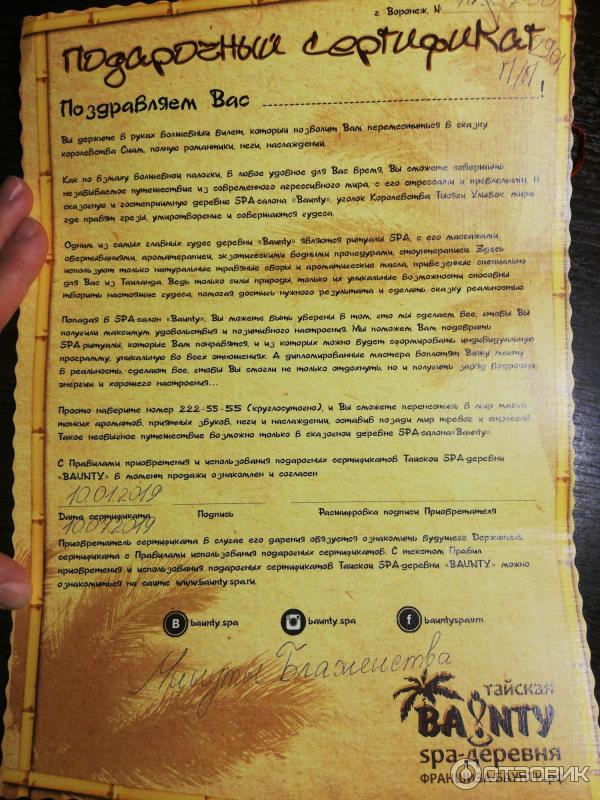 г. Воронеж, N
Подарочный сертификат
П/П
Поздравляем Вас !
Вы держите в руках волшебный билет, который позволит Вам переместиться в сказку
королевства Сиам, полную романтики, неги, наслаждений.
Как по взмаху волшебной палочки, в любое удобное для Вас время, Вы сможете совершить
незабываемое путешествие из современного агрессивного мира, с его стрессами и проблемами, в
сказочную и гостеприимную деревню SPA-салона «Baunty», уголок Королевства Тысячи Улыбок мира
где правят грезы, умиротворение и совершаются чудеса.
Одним из самых главных чудес деревни «Baunty» являются ритуалы SPA, с его массажами,
обертываниями, ароматерапией, экзотическими водными процедурами, стоунтерапией. Здесь
используют только натуральные травяные сборы и ароматические масла, привезенные специально
для Вас из Таиланда. Ведь только силы природы, только их уникальные возможности способны
творить настоящие чудеса, помогая достичь нужного результата и сделать сказку реальностью.
Попадая в SPA-салон «Baunty», Вы можете быть уверены в том, что мы сделаем все, чтобы Вы
получили максимум удовольствия и позитивного настроения. Мы поможем Вам подобрать
SPA-ритуалы, которые Вам понравятся, и из которых можно будет сформировать индивидуальную
программу, уникальную во всех отношениях. А дипломированные мастера воплотят Вашу мечту
в реальность, сделают все, чтобы Вы смогли не только отдохнуть, но и получить заряд бодрости,
энергии и хорошего настроения...
Просто наберите номер 222-55-55 (круглосуточно), и Вы сможете перенестись в мир магии
тонких ароматов, приятных звуков, неги и наслаждений, оставив позади мир тревог и стрессов.
Такое необычное путешествие возможно только в сказочной деревне SPA-салона«Baunty».
С Правилами приобретения и использования подарочных сертификатов Тайской SPA-деревни
«BAUNTY» в момент продажи ознакомлен и согласен
10.01.2019
Дата сертификата Подпись Расшифровка подписи Приобретателя
10.07.2019
Приобретатель сертификата в случае его дарения обязуется ознакомить будущего Держателя
сертификата с Правилами использования подарочных сертификатов. С текстом Правил
приобретения и использования подарочных сертификатов Тайской SPA-деревни «BAUNTY» можно
ознакомиться на сайте www.baunty-spa.ru.
baunty.spa baunty.spa bauntyspavrn
Минуты Блаженства
тайская
BAUNTY
spa-деревня
ОТЗОВИК